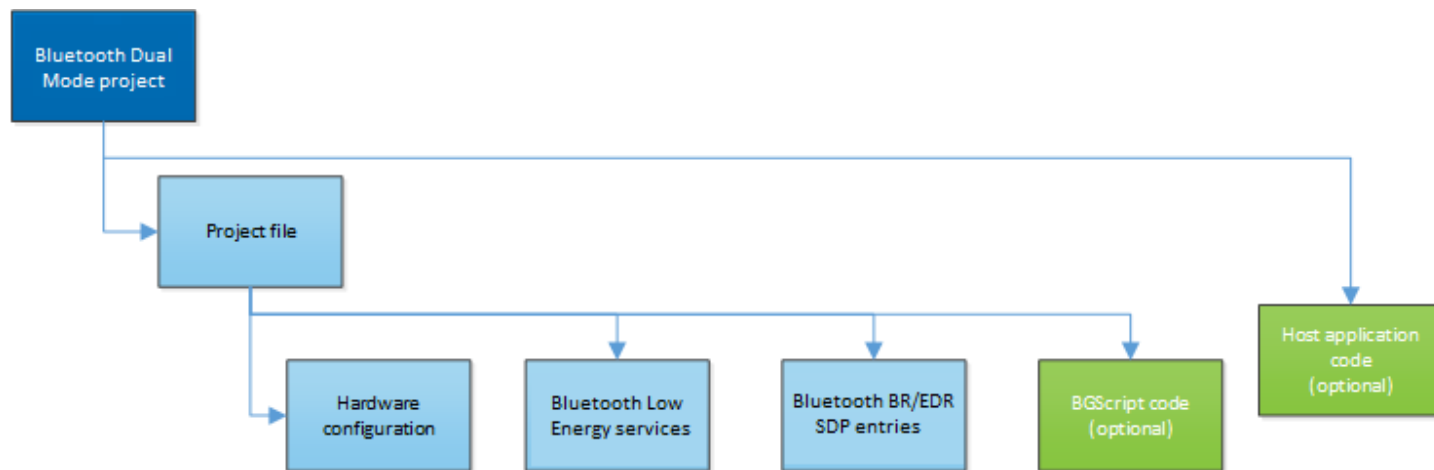 Bluetooth Dual
Mode project
Project file
Host application
code
(optional)
Hardware
configuration
Bluetooth Low
Energy services
Bluetooth BR/EDR
SDP entries
BGScript code
(optional)